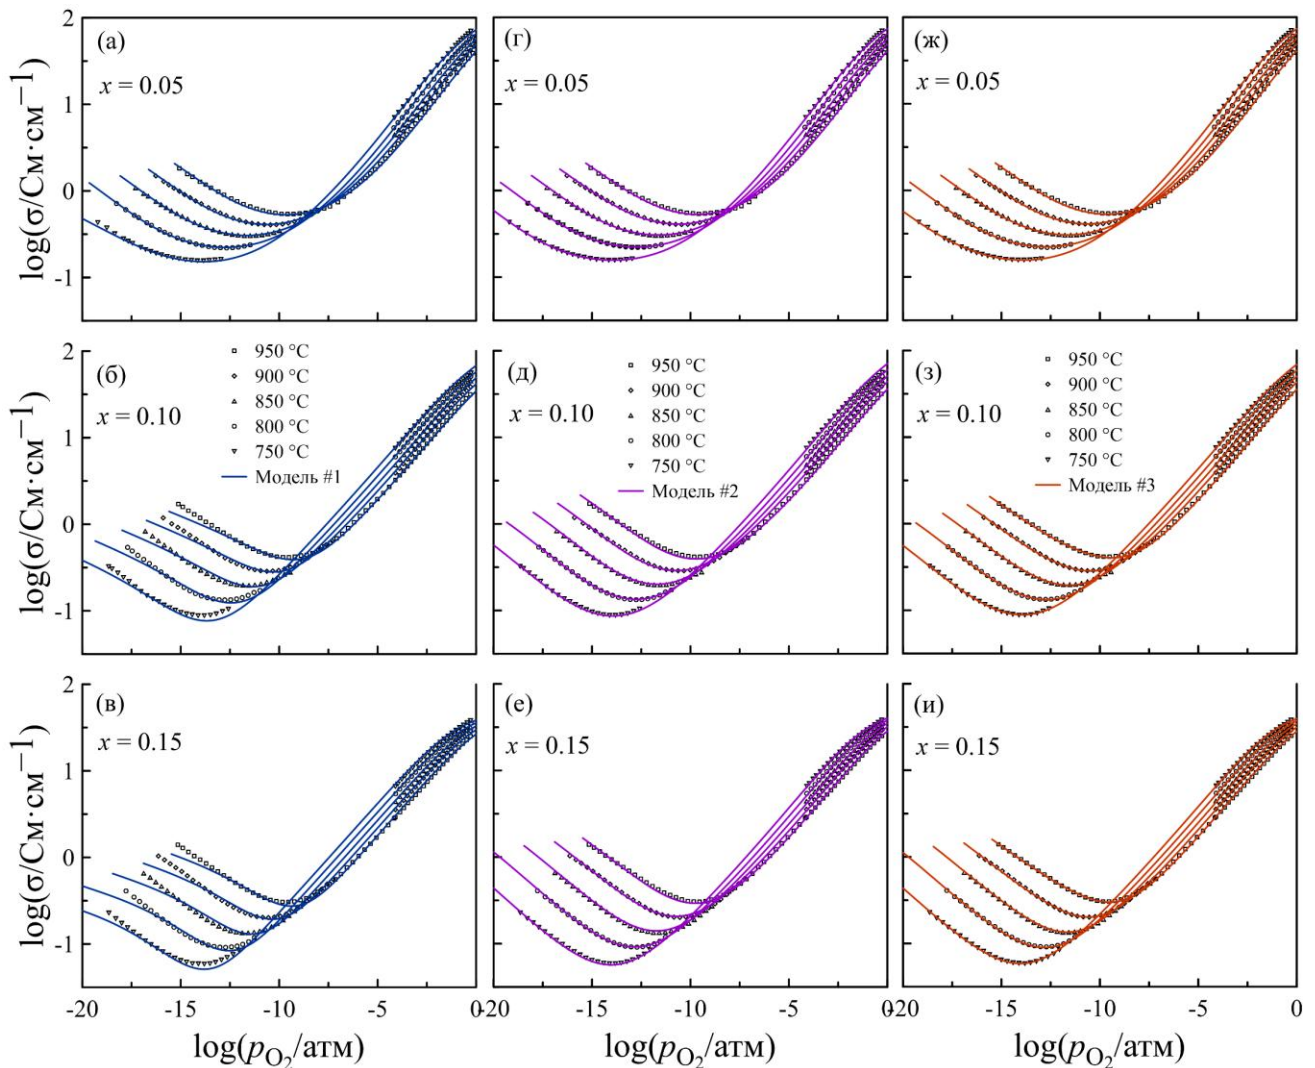 (а)
x = 0.05
(г)
x = 0.05
(ж)
x = 0.05
log(σ/См·см⁻¹)
2
1
0
-1
(б)
x = 0.10
950 °C
900 °C
850 °C
800 °C
750 °C
Модель #1
(д)
x = 0.10
950 °C
900 °C
850 °C
800 °C
750 °C
Модель #2
(з)
x = 0.10
950 °C
900 °C
850 °C
800 °C
750 °C
Модель #3
log(σ/См·см⁻¹)
2
1
0
-1
(в)
x = 0.15
(е)
x = 0.15
(и)
x = 0.15
log(σ/См·см⁻¹)
2
1
0
-1
-20 -15 -10 -5 0
-20 -15 -10 -5 0
-20 -15 -10 -5 0
log(pO₂/атм)
log(pO₂/атм)
log(pO₂/атм)